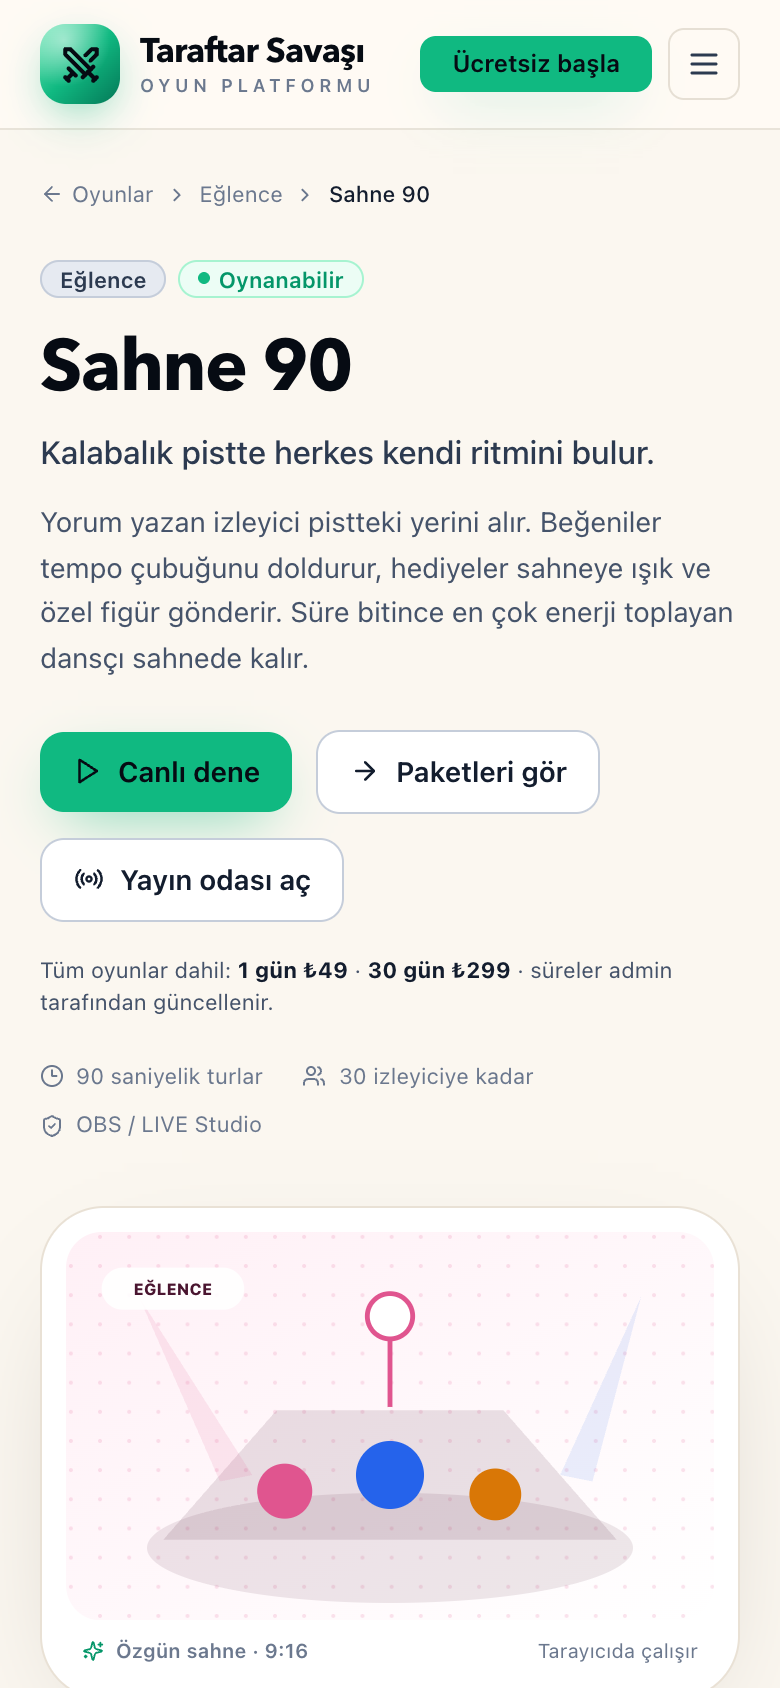 Taraftar Savaşı
OYUN PLATFORMU
Ücretsiz başla
Oyunlar
Eğlence
Sahne 90
Eğlence
Oynanabilir
Sahne 90
Kalabalık pistte herkes kendi ritmini bulur.
Yorum yazan izleyici pistteki yerini alır. Beğeniler
tempo çubuğunu doldurur, hediyeler sahneye ışık ve
özel figür gönderir. Süre bitince en çok enerji toplayan
dansçı sahnede kalır.
Canlı dene
Paketleri gör
Yayın odası aç
Tüm oyunlar dahil: 1 gün ₺49 · 30 gün ₺299 · süreler admin
tarafından güncellenir.
90 saniyelik turlar
30 izleyiciye kadar
OBS / LIVE Studio
EĞLENCE
Özgün sahne · 9:16
Tarayıcıda çalışır